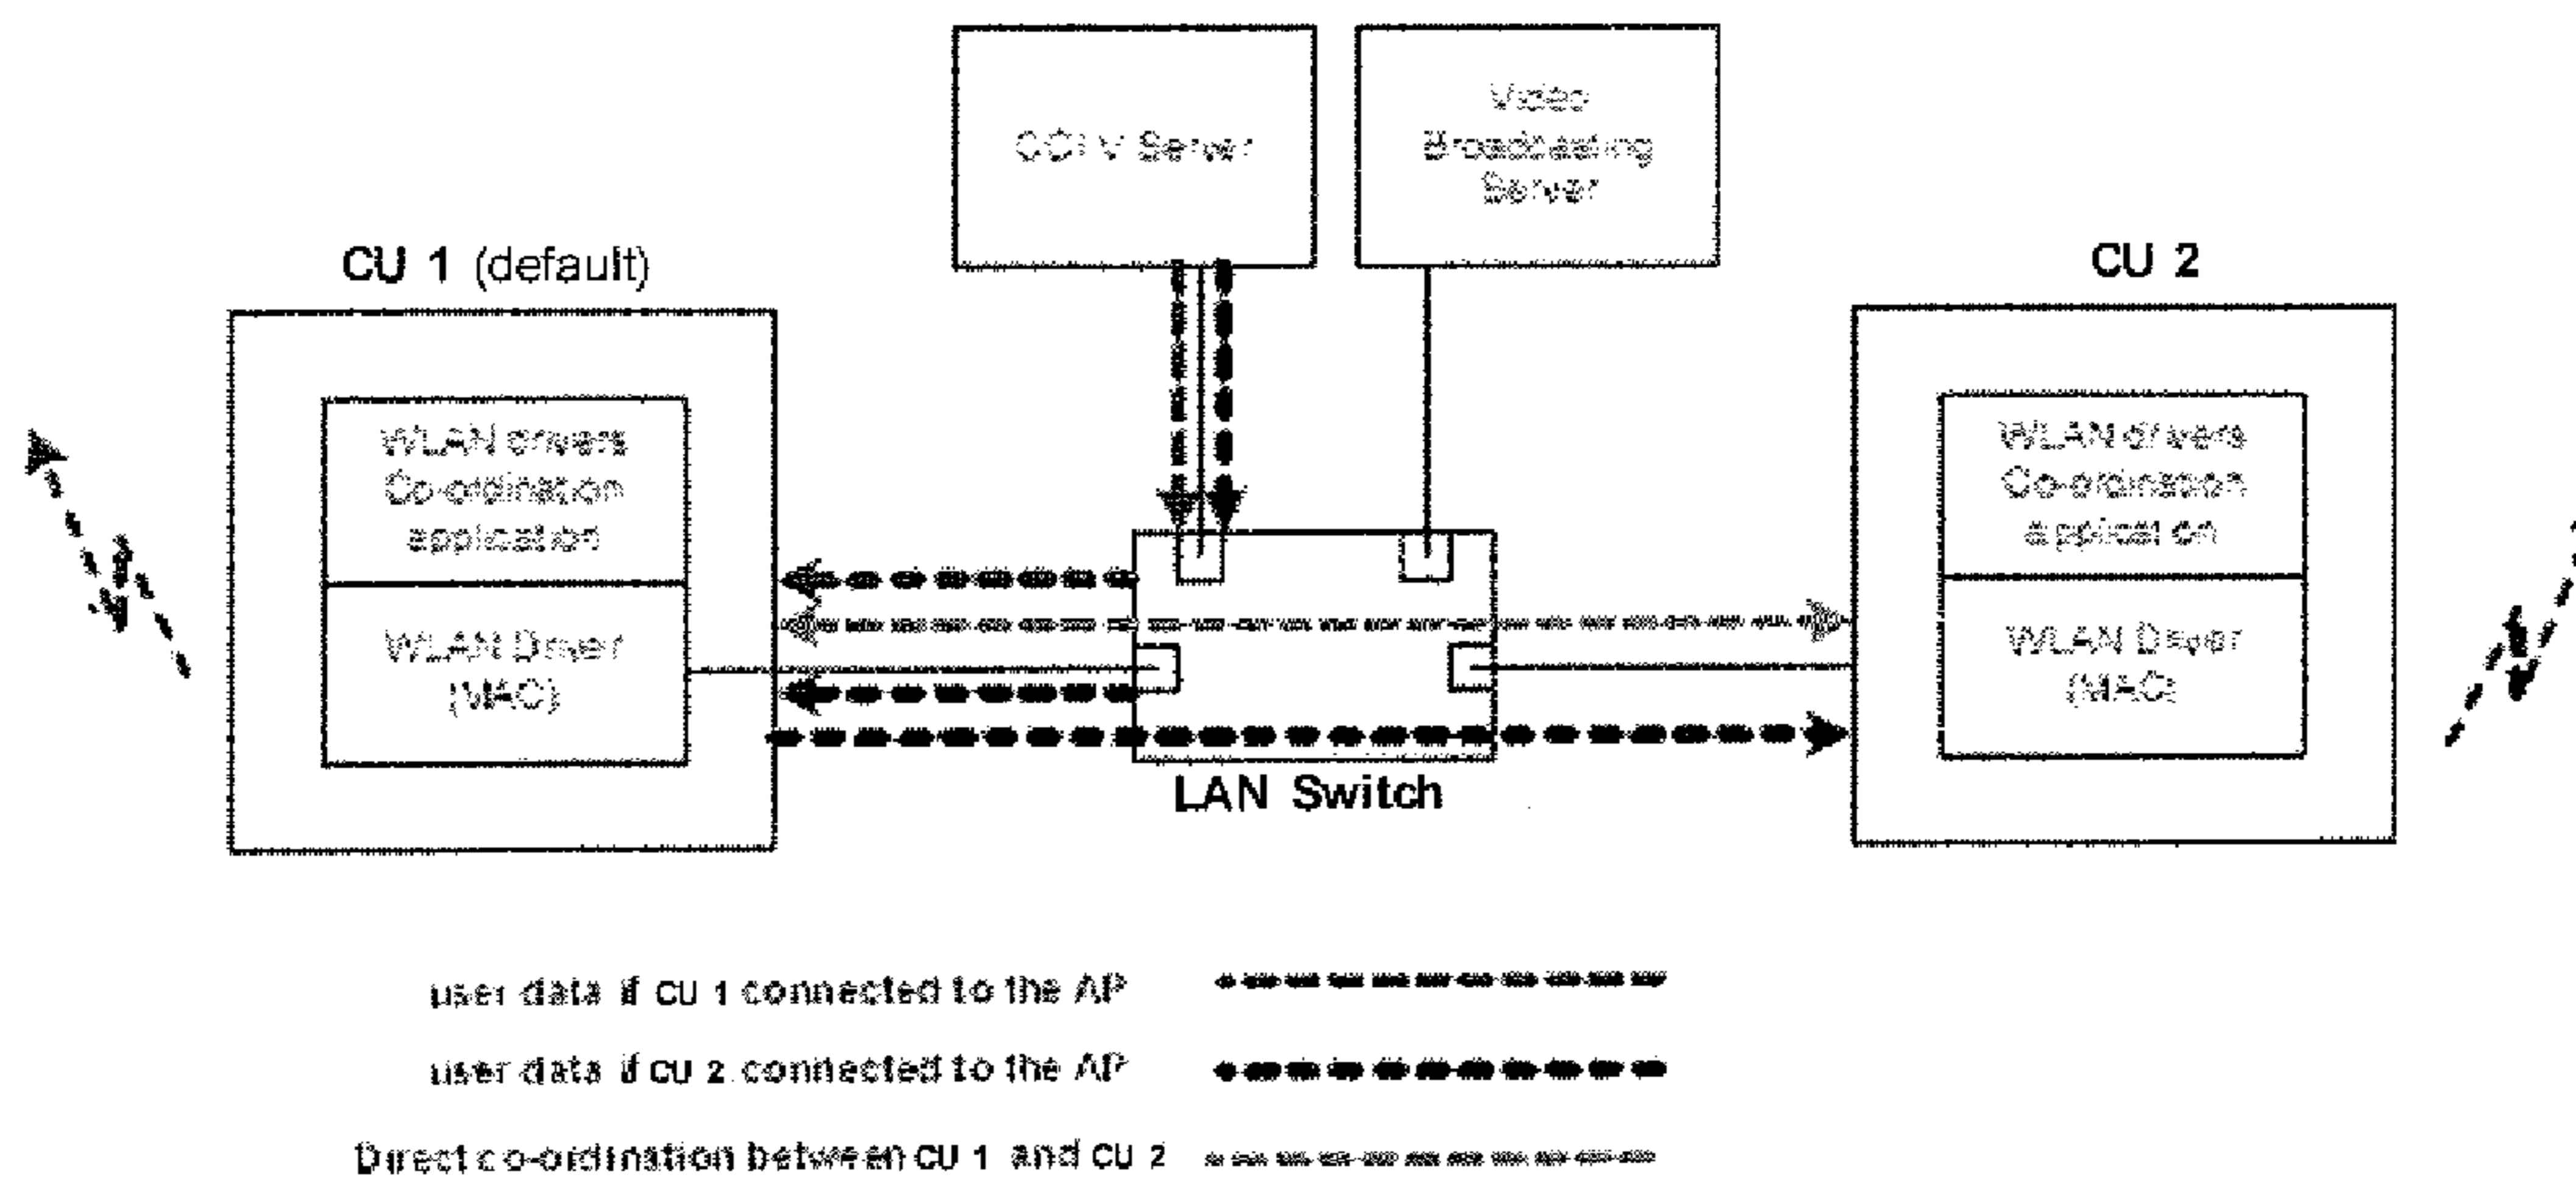 CCTV Server
Video
Broadcasting
Server
CU 1 (default)
CU 2
WLAN drivers
Co-ordination
application
WLAN Driver
(MAC)
WLAN drivers
Co-ordination
application
WLAN Driver
(MAC)
LAN Switch
user data if CU 1 connected to the AP
user data if CU 2 connected to the AP
Direct co-ordination between CU 1 and CU 2